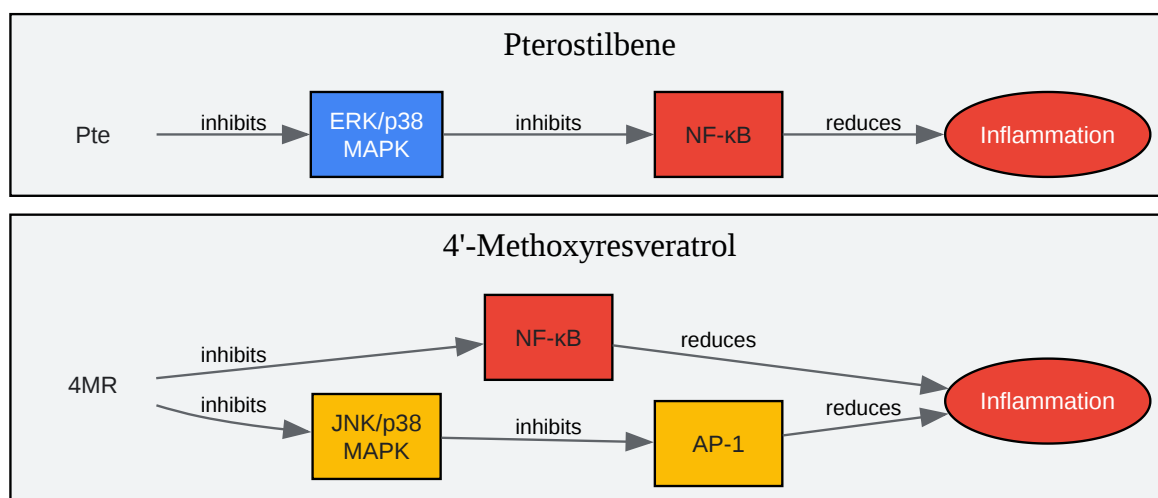 Pterostilbene
Pte
inhibits
ERK/p38
MAPK
inhibits
NF-κB
reduces
Inflammation
4'-Methoxyresveratrol
4MR
inhibits
NF-κB
reduces
Inflammation
inhibits
JNK/p38
MAPK
inhibits
AP-1
reduces